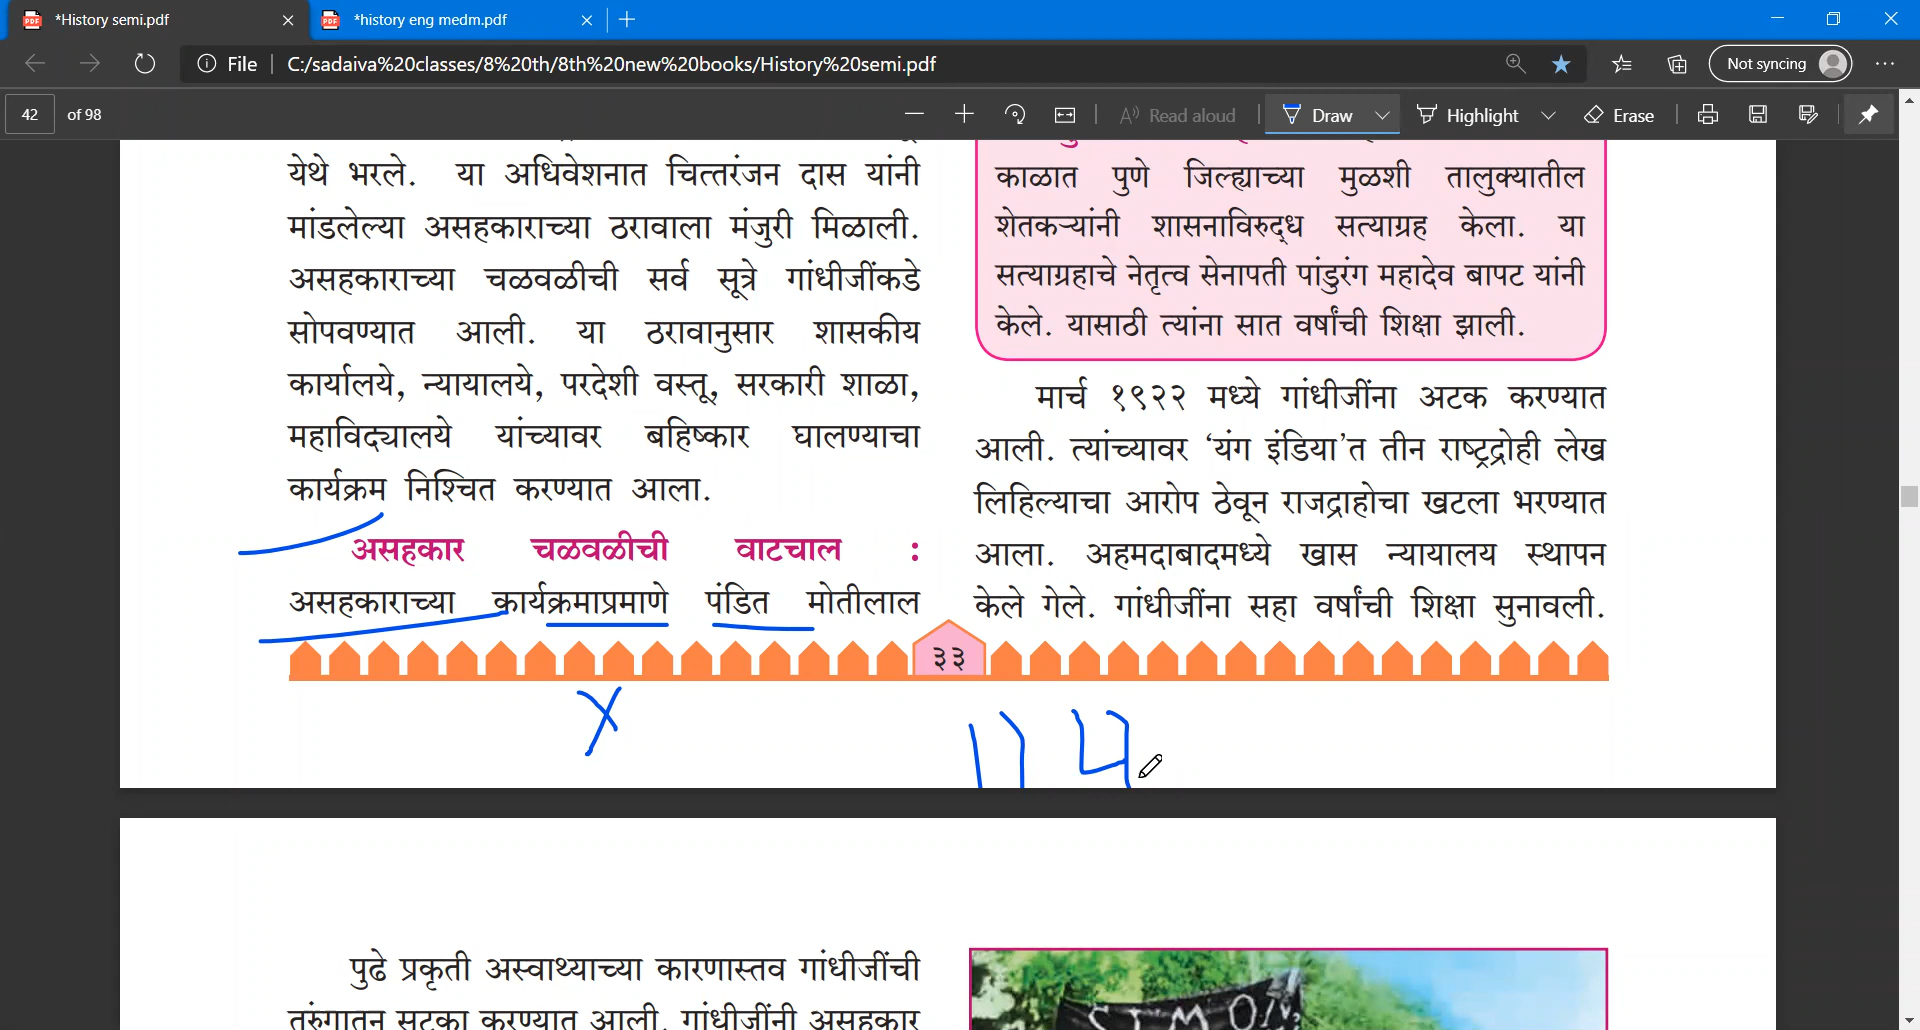 *History semi.pdf
*history eng medm.pdf
File
C:/sadaiva%20classes/8%20th/8th%20new%20books/History%20semi.pdf
Not syncing
42 of 98
Read aloud
Draw
Highlight
Erase
येथे भरले. या अधिवेशनात चित्तरंजन दास यांनी
मांडलेल्या असहकाराच्या ठरावाला मंजुरी मिळाली.
असहकाराच्या चळवळीची सर्व सूत्रे गांधीजींकडे
सोपवण्यात आली. या ठरावानुसार शासकीय
कार्यालये, न्यायालये, परदेशी वस्तू, सरकारी शाळा,
महाविद्यालये यांच्यावर बहिष्कार घालण्याचा
कार्यक्रम निश्चित करण्यात आला.
असहकार चळवळीची वाटचाल :
असहकाराच्या कार्यक्रमाप्रमाणे पंडित मोतीलाल
काळात पुणे जिल्ह्याच्या मुळशी तालुक्यातील
शेतकऱ्यांनी शासनाविरुद्ध सत्याग्रह केला. या
सत्याग्रहाचे नेतृत्व सेनापती पांडुरंग महादेव बापट यांनी
केले. यासाठी त्यांना सात वर्षांची शिक्षा झाली.
मार्च १९२२ मध्ये गांधीजींना अटक करण्यात
आली. त्यांच्यावर ‘यंग इंडिया’त तीन राष्ट्रद्रोही लेख
लिहिल्याचा आरोप ठेवून राजद्राहोचा खटला भरण्यात
आला. अहमदाबादमध्ये खास न्यायालय स्थापन
केले गेले. गांधीजींना सहा वर्षांची शिक्षा सुनावली.
३३
पुढे प्रकृती अस्वाथ्याच्या कारणास्तव गांधीजींची
तुरुंगातून सुटका करण्यात आली. गांधीजींनी असहकार
SIMON